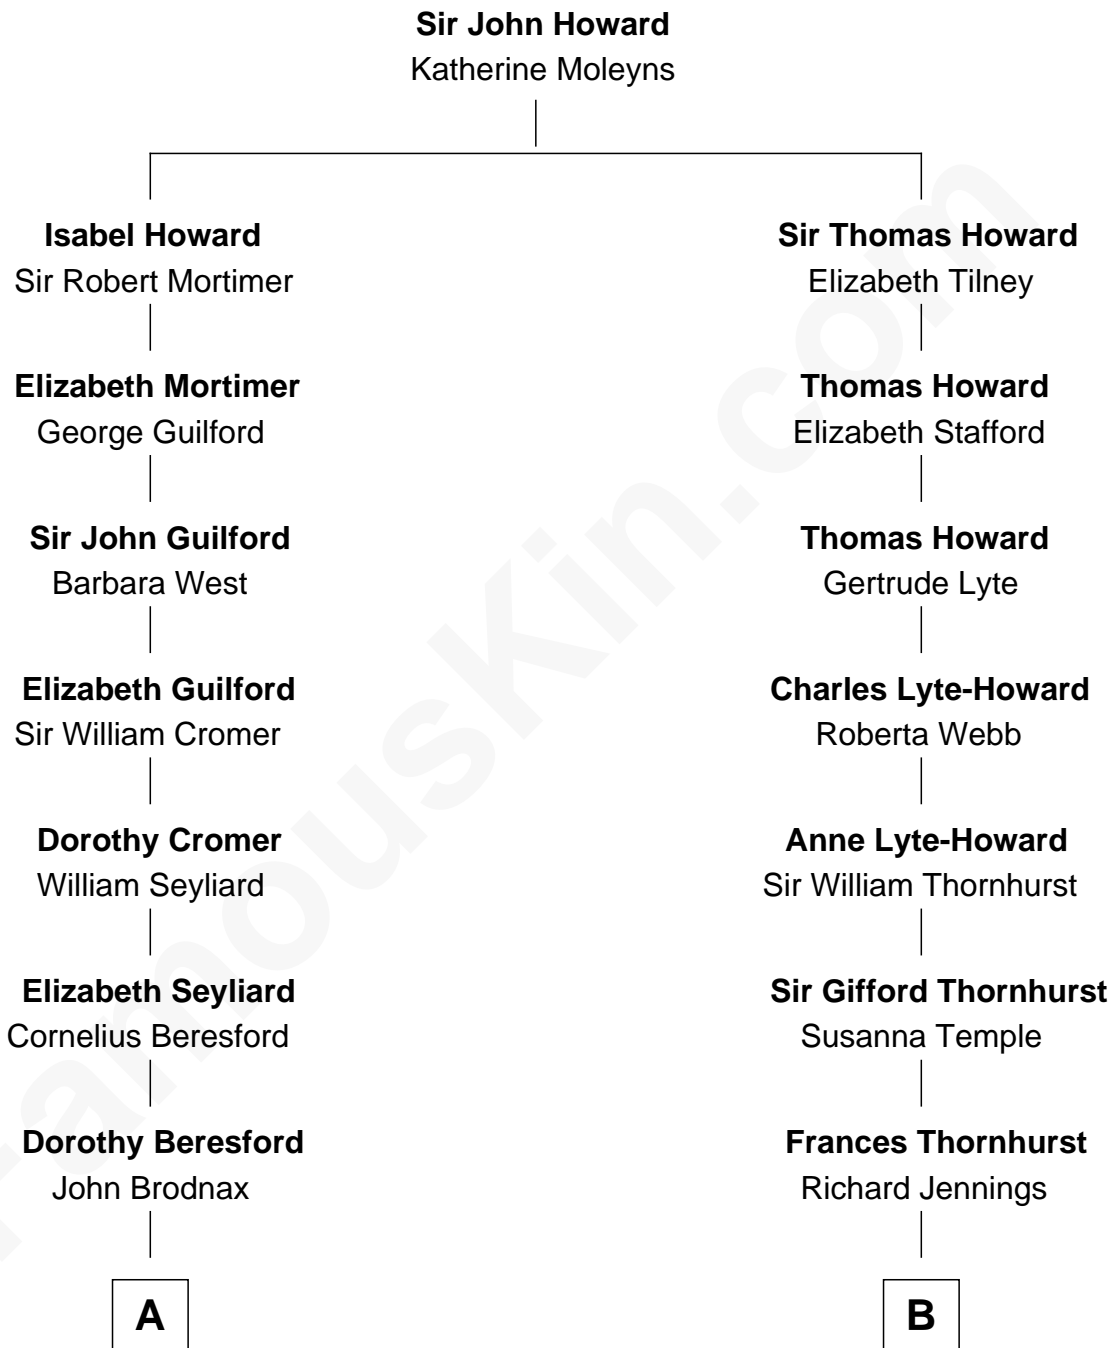 Sir John Howard
Katherine Moleyns
Isabel Howard
Sir Robert Mortimer
Elizabeth Mortimer
George Guilford
Sir John Guilford
Barbara West
Elizabeth Guilford
Sir William Cromer
Dorothy Cromer
William Seyliard
Elizabeth Seyliard
Cornelius Beresford
Dorothy Beresford
John Brodnax
A
Sir Thomas Howard
Elizabeth Tilney
Thomas Howard
Elizabeth Stafford
Thomas Howard
Gertrude Lyte
Charles Lyte-Howard
Roberta Webb
Anne Lyte-Howard
Sir William Thornhurst
Sir Gifford Thornhurst
Susanna Temple
Frances Thornhurst
Richard Jennings
B
FamousKin.com